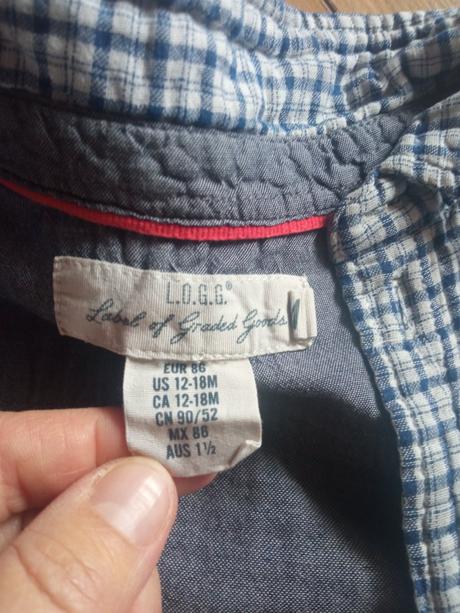 L.O.G.G.®
Label of Graded Goods
EUR 86
US 12-18M
CA 12-18M
CN 90/52
MX 88
AUS 1½